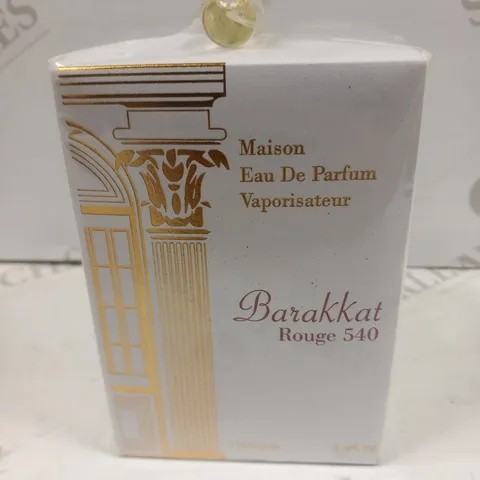 Maison
Eau De Parfum
Vaporisateur
Barakkat
Rouge 540